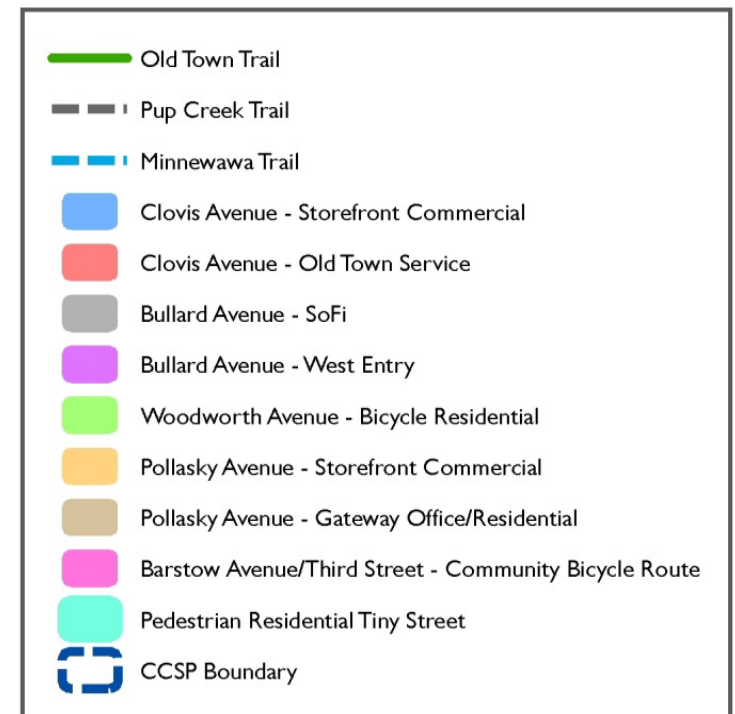 Old Town Trail
Pup Creek Trail
Minnewawa Trail
Clovis Avenue - Storefront Commercial
Clovis Avenue - Old Town Service
Bullard Avenue - SoFi
Bullard Avenue - West Entry
Woodworth Avenue - Bicycle Residential
Pollasky Avenue - Storefront Commercial
Pollasky Avenue - Gateway Office/Residential
Barstow Avenue/Third Street - Community Bicycle Route
Pedestrian Residential Tiny Street
CCSP Boundary